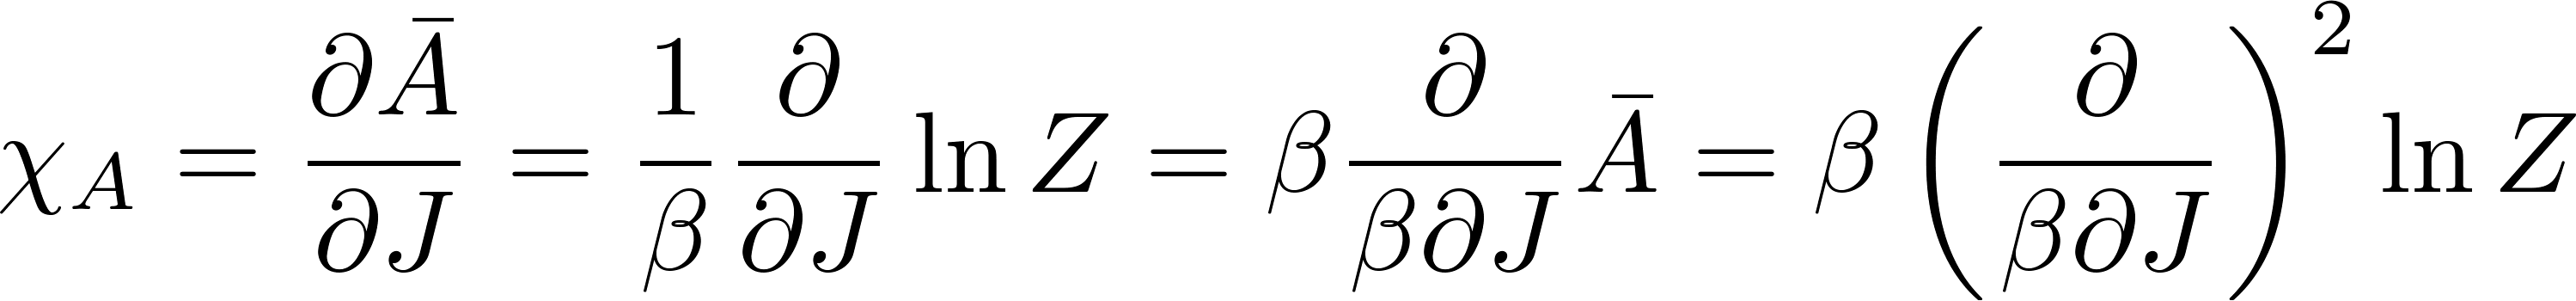 χ_A = ∂Ā/∂J = 1/β ∂/∂J ln Z = β ∂/β∂J Ā = β (∂/β∂J)² ln Z